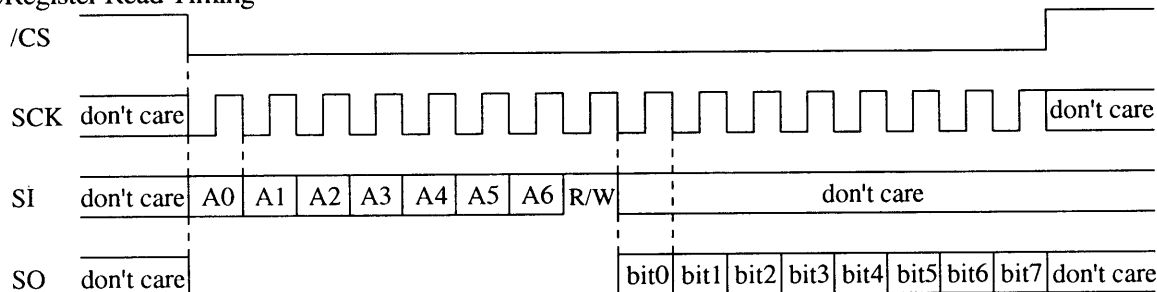 Register Read Timing
/CS
SCK don't care don't care
SI don't care A0 A1 A2 A3 A4 A5 A6 R/W don't care
SO don't care bit0 bit1 bit2 bit3 bit4 bit5 bit6 bit7 don't care